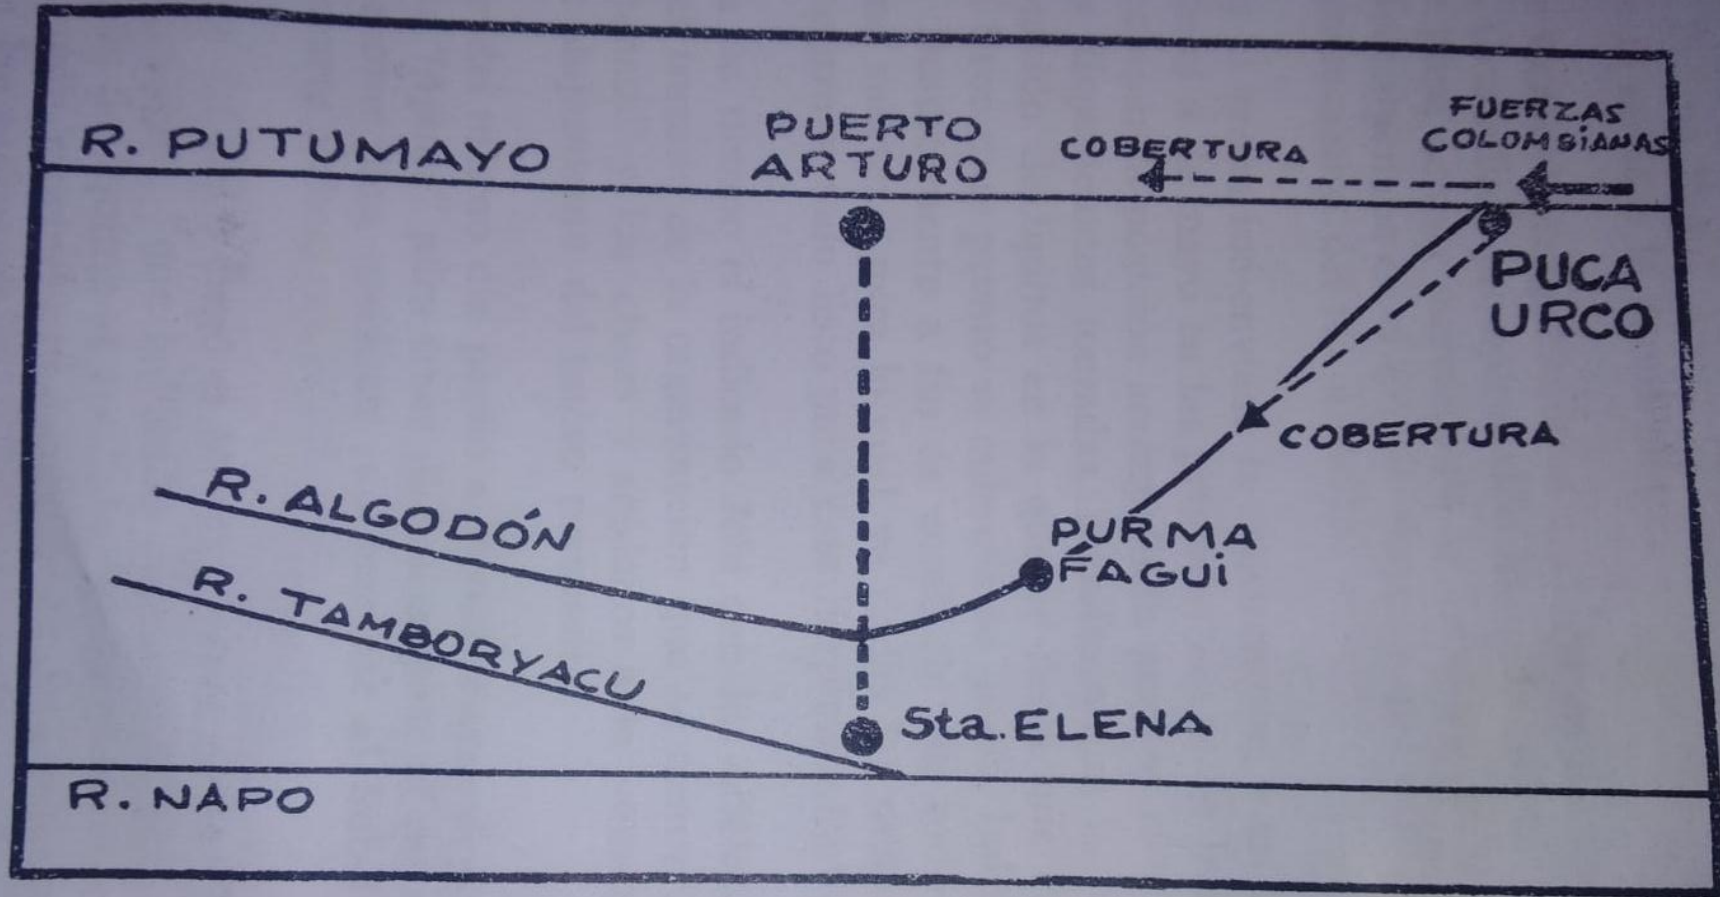 R. PUTUMAYO
PUERTO
ARTURO
COBERTURA
FUERZAS
COLOMBIANAS
PUCA
URCO
COBERTURA
R. ALGODÓN
PURMA
FAGUI
R. TAMBORYACU
Sta. ELENA
R. NAPO